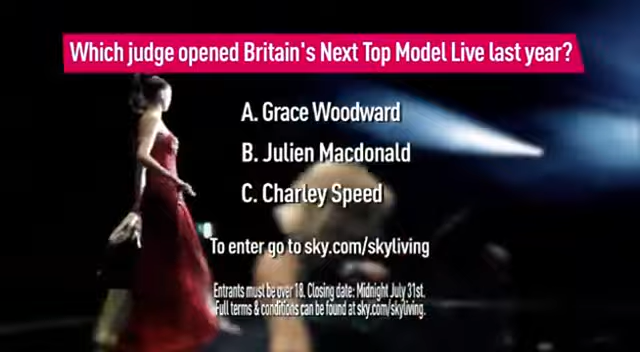 Which judge opened Britain's Next Top Model Live last year?
A. Grace Woodward
B. Julien Macdonald
C. Charley Speed
To enter go to sky.com/skyliving
Entrants must be over 18. Closing date: Midnight July 31st.
Full terms & conditions can be found at sky.com/skyliving.